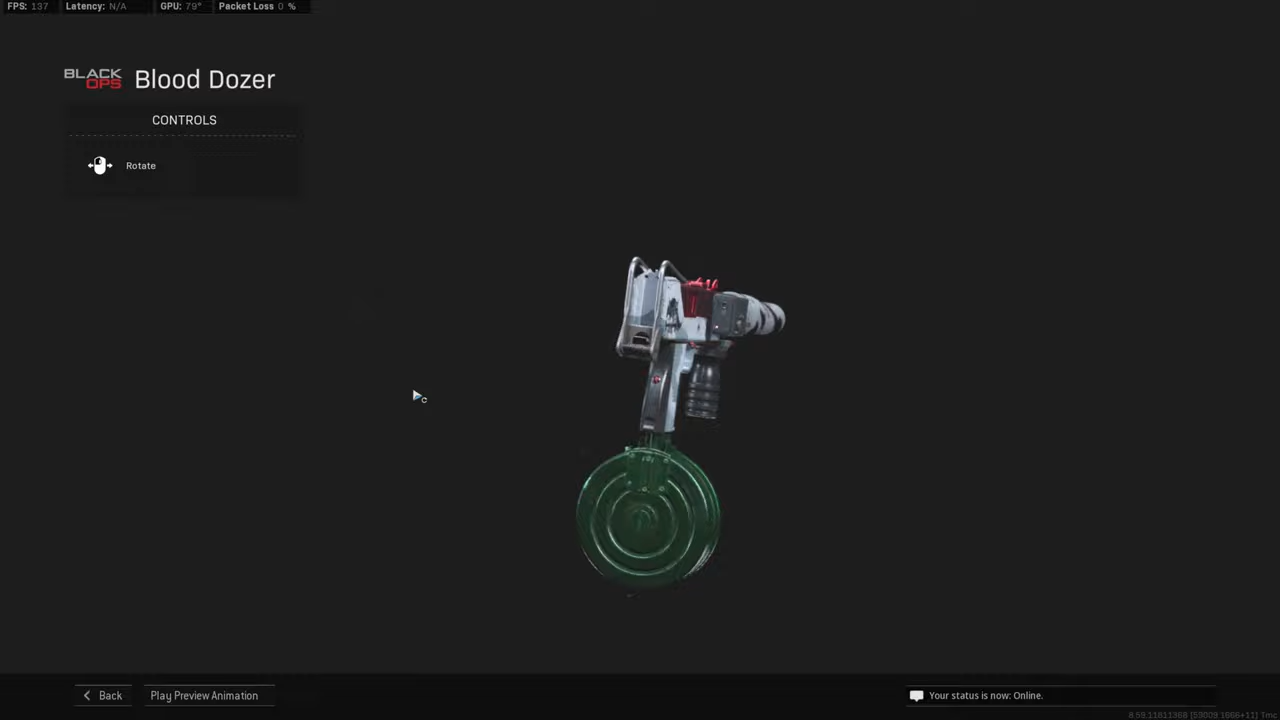 FPS: 137 Latency: N/A GPU: 79° Packet Loss 0 %
BLACK OPS Blood Dozer
CONTROLS
Rotate
Back Play Preview Animation Your status is now: Online.